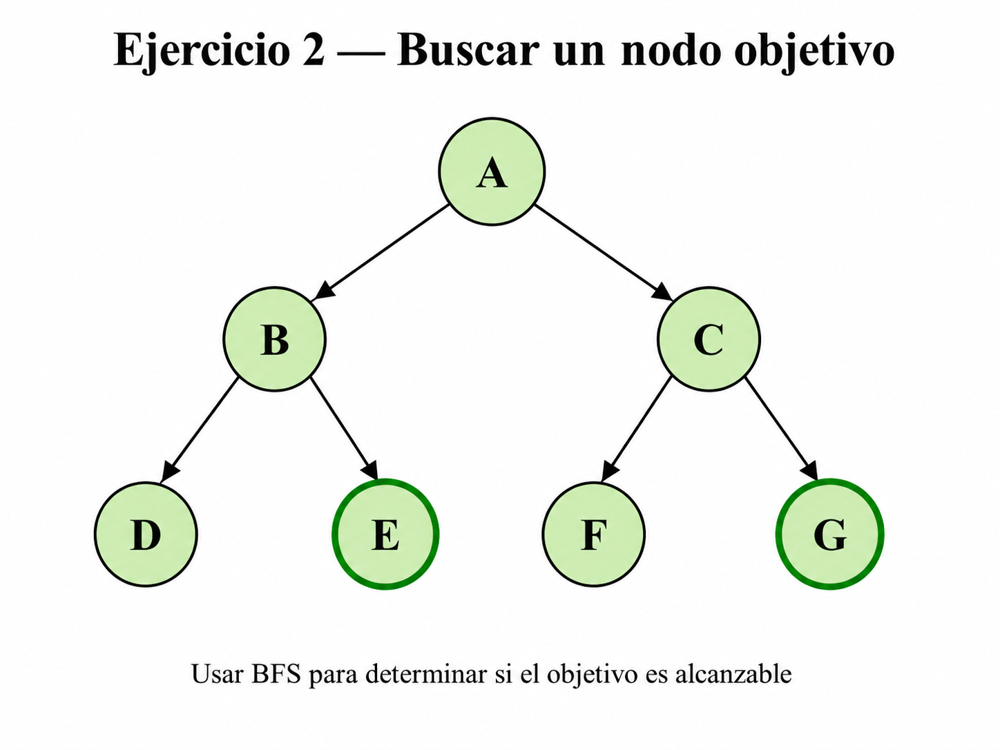 Ejercicio 2 — Buscar un nodo objetivo
A
B
C
D
E
F
G
Usar BFS para determinar si el objetivo es alcanzable